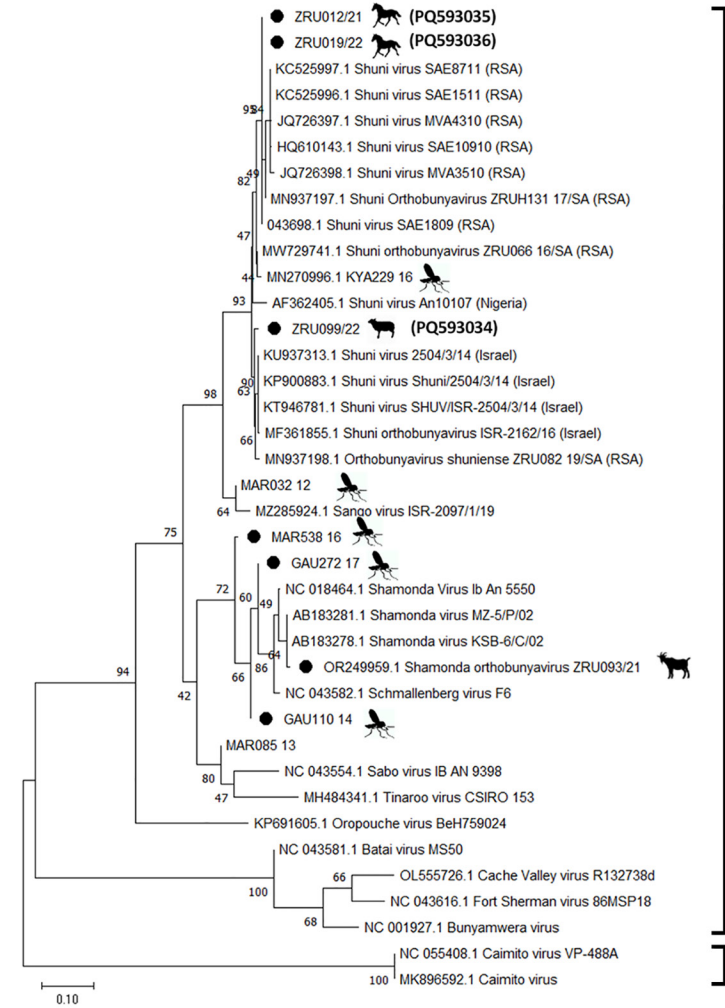 ZRU012/21 (PQ593035)
ZRU019/22 (PQ593036)
KC525997.1 Shuni virus SAE8711 (RSA)
KC525996.1 Shuni virus SAE1511 (RSA)
95 84
JQ726397.1 Shuni virus MVA4310 (RSA)
HQ610143.1 Shuni virus SAE10910 (RSA)
49
JQ726398.1 Shuni virus MVA3510 (RSA)
82
MN937197.1 Shuni Orthobunyavirus ZRUH131 17/SA (RSA)
043698.1 Shuni virus SAE1809 (RSA)
47
MW729741.1 Shuni orthobunyavirus ZRU066 16/SA (RSA)
44
MN270996.1 KYA229 16
93
AF362405.1 Shuni virus An10107 (Nigeria)
ZRU099/22 (PQ593034)
KU937313.1 Shuni virus 2504/3/14 (Israel)
90
KP900883.1 Shuni virus Shuni/2504/3/14 (Israel)
98
63
KT946781.1 Shuni virus SHUV/ISR-2504/3/14 (Israel)
MF361855.1 Shuni orthobunyavirus ISR-2162/16 (Israel)
66
MN937198.1 Orthobunyavirus shuniense ZRU082 19/SA (RSA)
MAR032 12
64
MZ285924.1 Sango virus ISR-2097/1/19
75
MAR538 16
GAU272 17
72
NC 018464.1 Shamonda Virus Ib An 5550
60
49
AB183281.1 Shamonda virus MZ-5/P/02
AB183278.1 Shamonda virus KSB-6/C/02
64
86
OR249959.1 Shamonda orthobunyavirus ZRU093/21
94
66
42
NC 043582.1 Schmallenberg virus F6
GAU110 14
MAR085 13
80
NC 043554.1 Sabo virus IB AN 9398
47
MH484341.1 Tinaroo virus CSIRO 153
KP691605.1 Oropouche virus BeH759024
NC 043581.1 Batai virus MS50
66
OL555726.1 Cache Valley virus R132738d
100
NC 043616.1 Fort Sherman virus 86MSP18
68
NC 001927.1 Bunyamwera virus
NC 055408.1 Caimito virus VP-488A
100
MK896592.1 Caimito virus
0.10